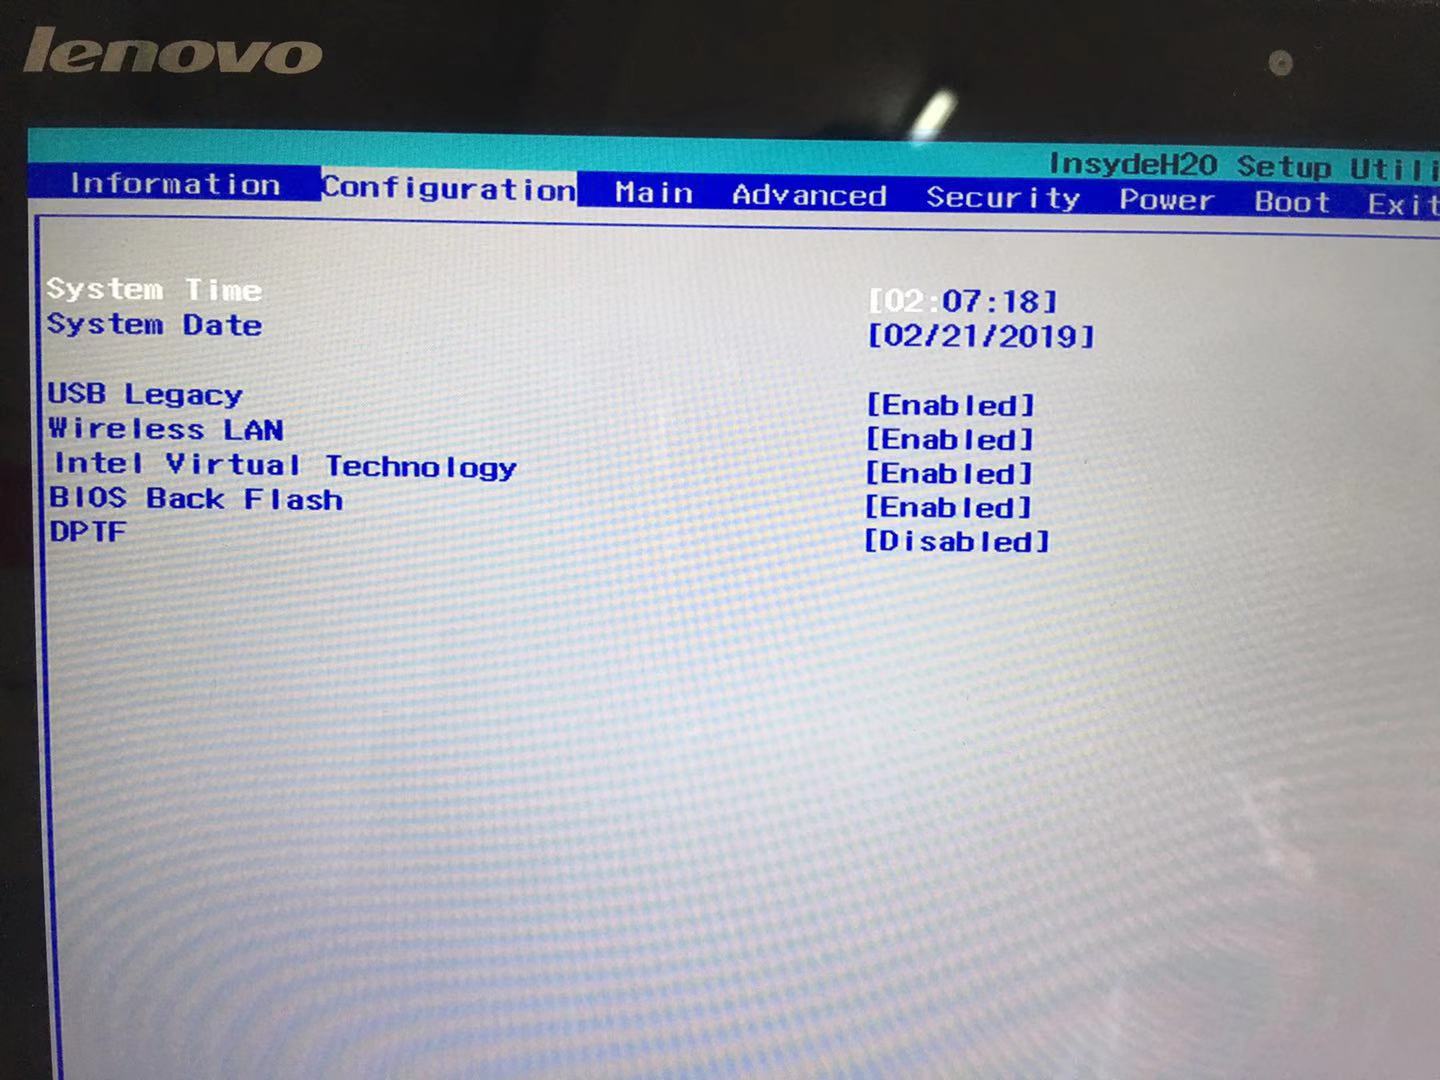 lenovo
InsydeH20 Setup Utili
Information Configuration Main Advanced Security Power Boot Exit
System Time [02:07:18]
System Date [02/21/2019]
USB Legacy [Enabled]
Wireless LAN [Enabled]
Intel Virtual Technology [Enabled]
BIOS Back Flash [Enabled]
DPTF [Disabled]